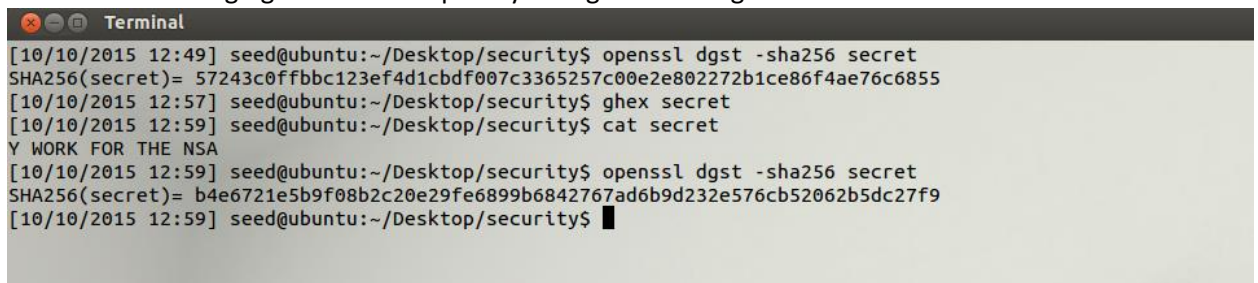 Terminal
[10/10/2015 12:49] seed@ubuntu:~/Desktop/security$ openssl dgst -sha256 secret
SHA256(secret)= 57243c0ffbbc123ef4d1cbdf007c3365257c00e2e802272b1ce86f4ae76c6855
[10/10/2015 12:57] seed@ubuntu:~/Desktop/security$ ghex secret
[10/10/2015 12:59] seed@ubuntu:~/Desktop/security$ cat secret
Y WORK FOR THE NSA
[10/10/2015 12:59] seed@ubuntu:~/Desktop/security$ openssl dgst -sha256 secret
SHA256(secret)= b4e6721e5b9f08b2c20e29fe6899b6842767ad6b9d232e576cb52062b5dc27f9
[10/10/2015 12:59] seed@ubuntu:~/Desktop/security$